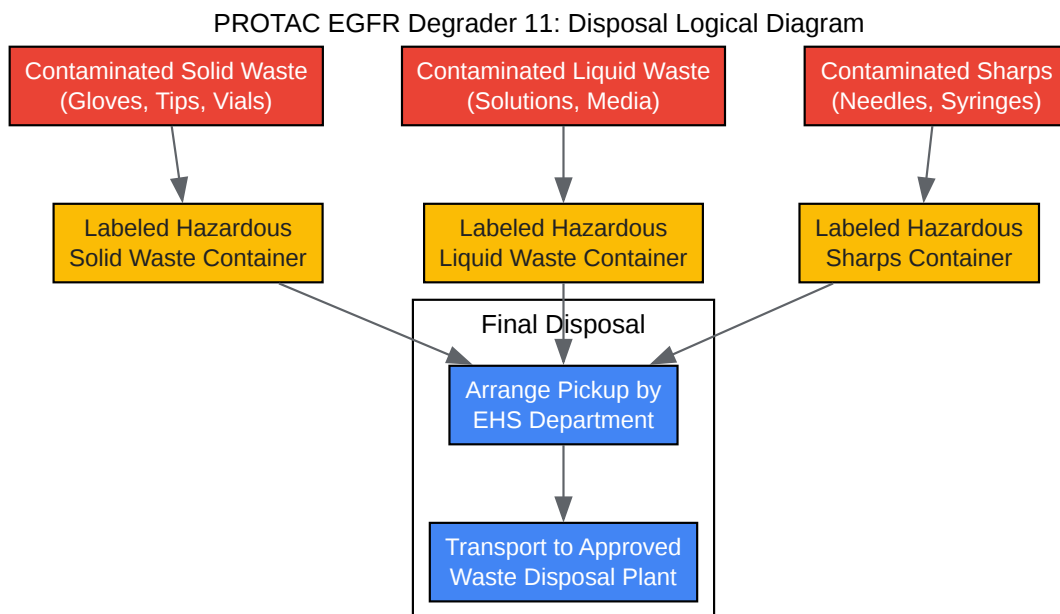 PROTAC EGFR Degrader 11: Disposal Logical Diagram
Contaminated Solid Waste
(Gloves, Tips, Vials)
Contaminated Liquid Waste
(Solutions, Media)
Contaminated Sharps
(Needles, Syringes)
Labeled Hazardous
Solid Waste Container
Labeled Hazardous
Liquid Waste Container
Labeled Hazardous
Sharps Container
Final Disposal
Arrange Pickup by
EHS Department
Transport to Approved
Waste Disposal Plant